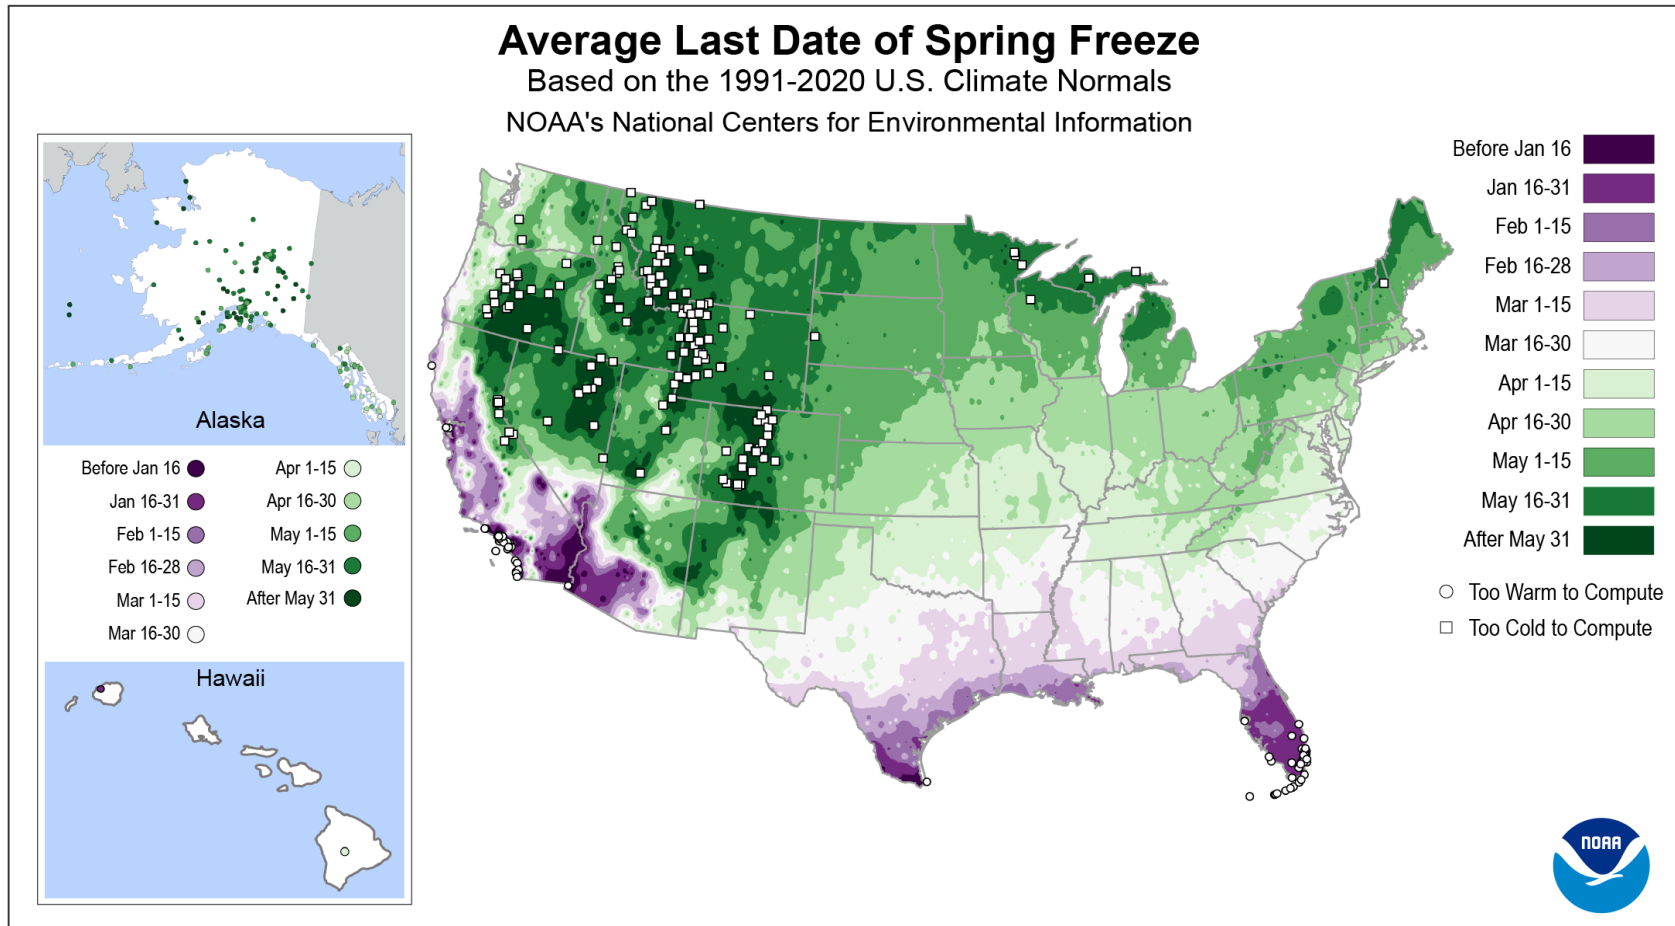 Average Last Date of Spring Freeze
Based on the 1991-2020 U.S. Climate Normals
NOAA's National Centers for Environmental Information
Alaska
Before Jan 16
Jan 16-31
Feb 1-15
Feb 16-28
Mar 1-15
Mar 16-30
Apr 1-15
Apr 16-30
May 1-15
May 16-31
After May 31
Hawaii
Before Jan 16
Jan 16-31
Feb 1-15
Feb 16-28
Mar 1-15
Mar 16-30
Apr 1-15
Apr 16-30
May 1-15
May 16-31
After May 31
Too Warm to Compute
Too Cold to Compute
NOAA